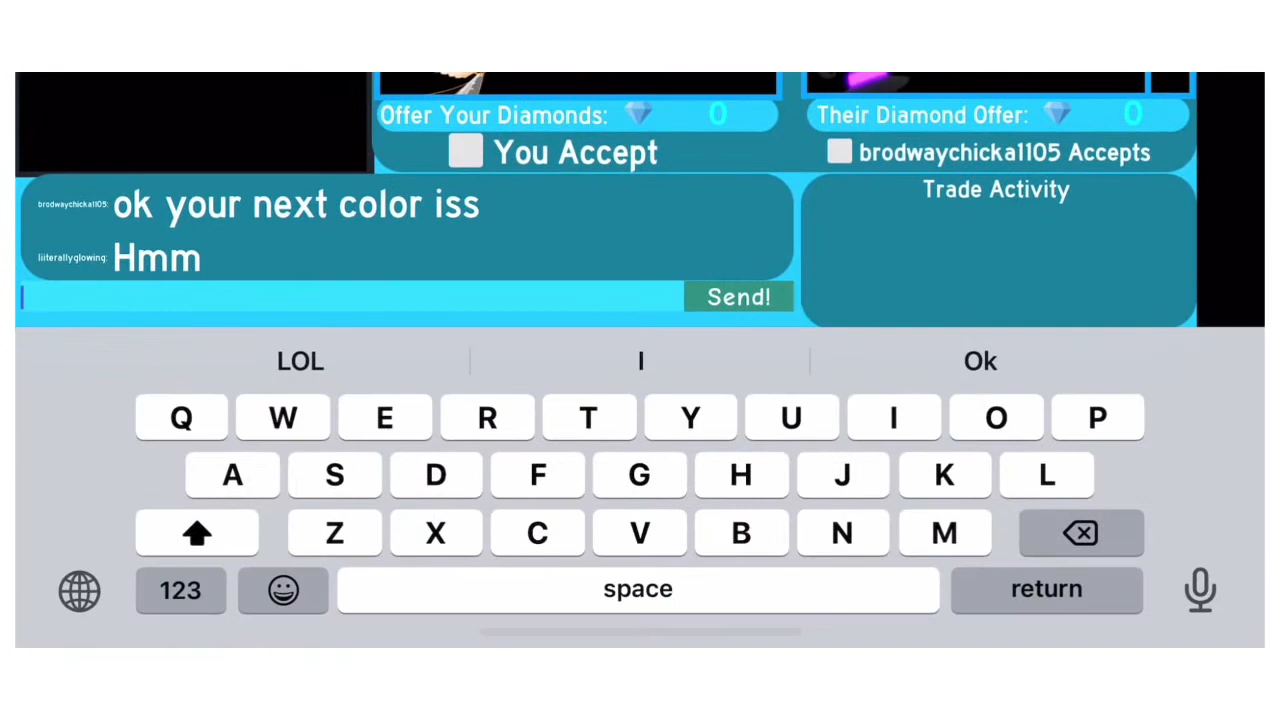 Offer Your Diamonds: 0
Their Diamond Offer: 0
You Accept
brodwaychicka1105 Accepts
brodwaychicka1105: ok your next color iss
liiterallyglowing: Hmm
Send!
Trade Activity
LOL I Ok
Q W E R T Y U I O P
A S D F G H J K L
Z X C V B N M
123 space return